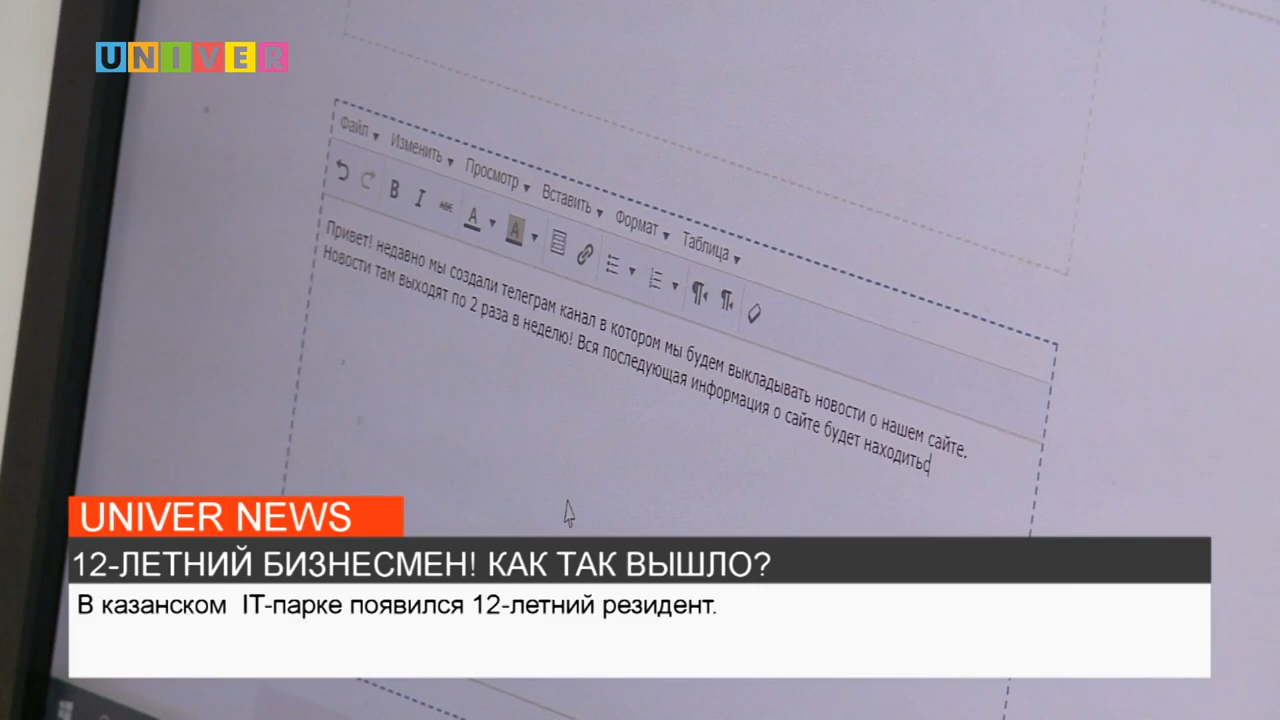 UNIVER
Файл Изменить Просмотр Вставить Формат Таблица
B I ABC A A
Привет! недавно мы создали телеграм канал в котором мы будем выкладывать новости о нашем сайте.
Новости там выходят по 2 раза в неделю! Вся последующая информация о сайте будет находитьс
UNIVER NEWS
12-ЛЕТНИЙ БИЗНЕСМЕН! КАК ТАК ВЫШЛО?
В казанском IT-парке появился 12-летний резидент.